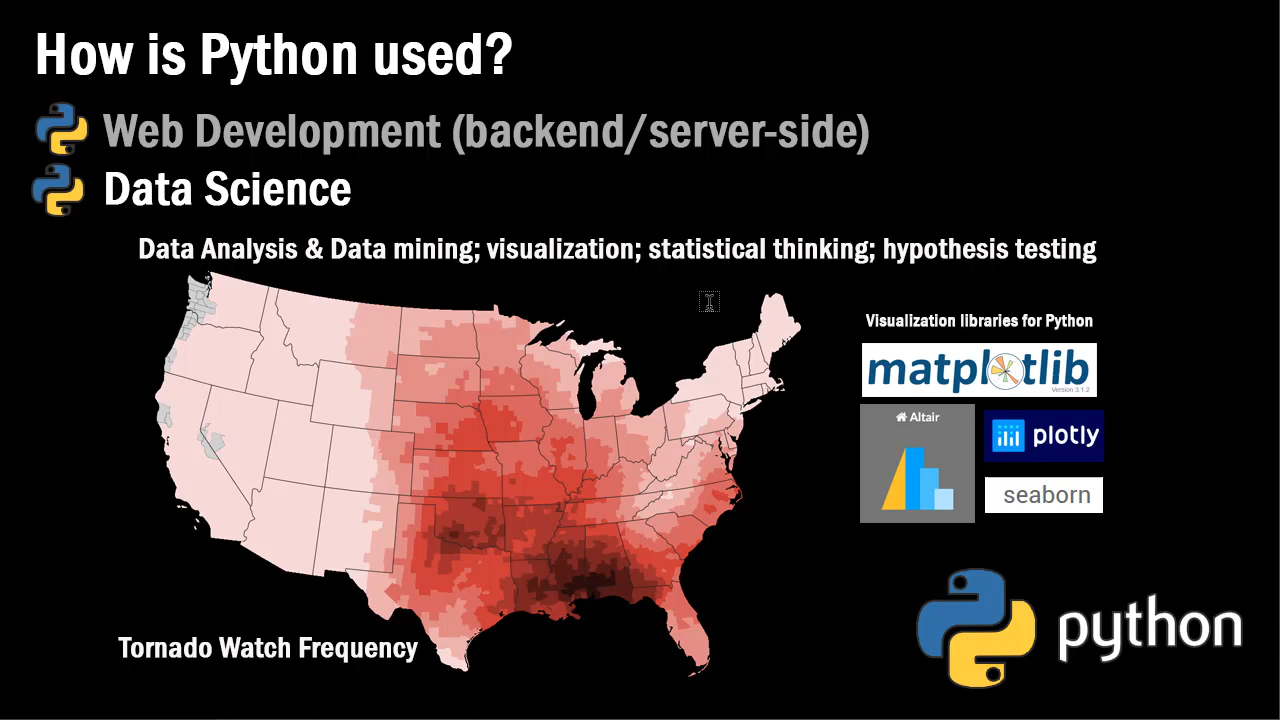 How is Python used?
Web Development (backend/server-side)
Data Science
Data Analysis & Data mining; visualization; statistical thinking; hypothesis testing
Visualization libraries for Python
matplotlib
Version 3.1.2
Altair
plotly
seaborn
Tornado Watch Frequency
python